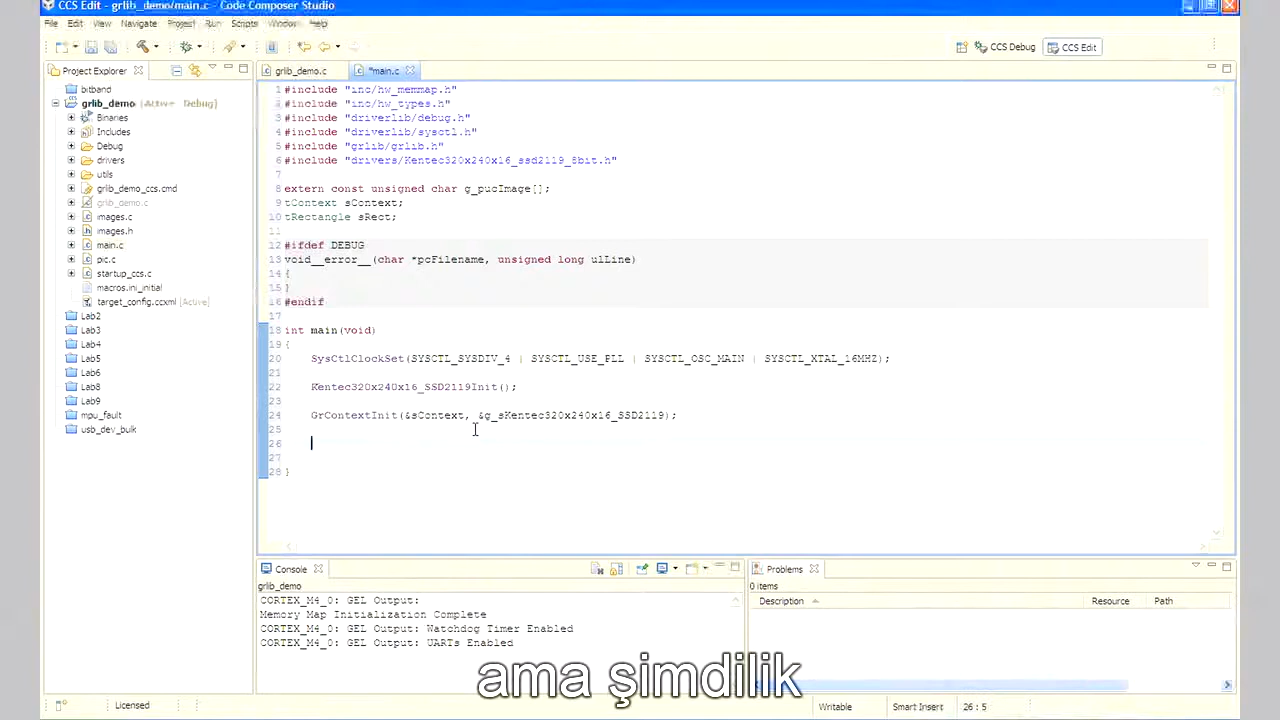 CCS Edit - grlib_demo/main.c - Code Composer Studio
File Edit View Navigate Project Run Scripts Window Help
CCS Debug CCS Edit
Project Explorer
grlib_demo.c *main.c
bitband
grlib_demo (Active - Debug)
Binaries
Includes
Debug
drivers
utils
grlib_demo_ccs.cmd
grlib_demo.c
images.c
images.h
main.c
pic.c
startup_ccs.c
macros.ini_initial
target_config.ccxml [Active]
Lab2
Lab3
Lab4
Lab5
Lab6
Lab8
Lab9
mpu_fault
usb_dev_bulk
1 #include "inc/hw_memmap.h"
2 #include "inc/hw_types.h"
3 #include "driverlib/debug.h"
4 #include "driverlib/sysctl.h"
5 #include "grlib/grlib.h"
6 #include "drivers/Kentec320x240x16_ssd2119_8bit.h"
7
8 extern const unsigned char g_pucImage[];
9 tContext sContext;
10 tRectangle sRect;
11
12 #ifdef DEBUG
13 void__error__(char *pcFilename, unsigned long ulLine)
14 {
15 }
16 #endif
17
18 int main(void)
19 {
20 SysCtlClockSet(SYSCTL_SYSDIV_4 | SYSCTL_USE_PLL | SYSCTL_OSC_MAIN | SYSCTL_XTAL_16MHZ);
21
22 Kentec320x240x16_SSD2119Init();
23
24 GrContextInit(&sContext, &g_sKentec320x240x16_SSD2119);
25
26
27
28 }
Console
grlib_demo
CORTEX_M4_0: GEL Output:
Memory Map Initialization Complete
CORTEX_M4_0: GEL Output: Watchdog Timer Enabled
CORTEX_M4_0: GEL Output: UARTs Enabled
Problems
0 items
Description Resource Path
ama şimdilik
Licensed Writable Smart Insert 26 : 5